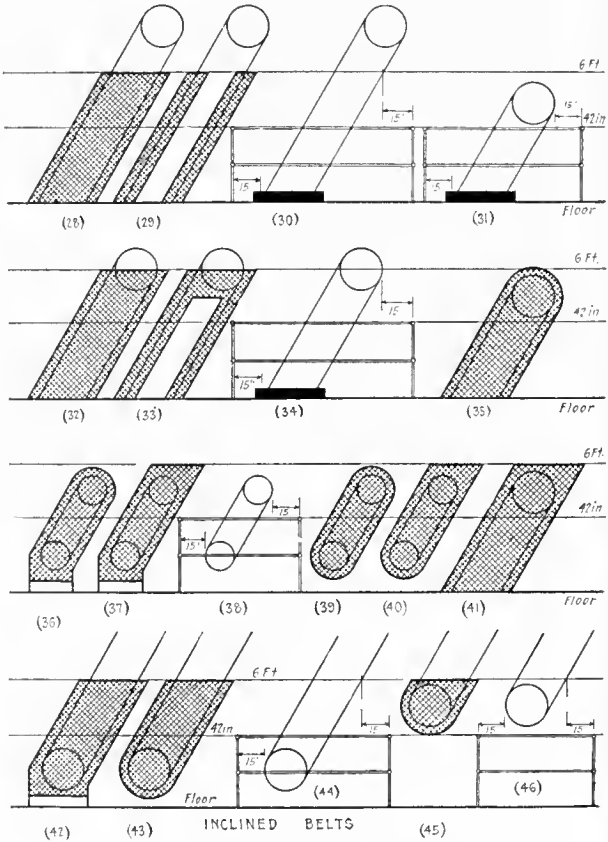 6 Ft.
15"
42 in
15"
15
15
(28) (29) (30) (31) Floor
6 Ft.
15
42 in
15"
(32) (33) (34) (35) Floor
6 Ft.
15"
42 in
15"
(36) (37) (38) (39) (40) (41) Floor
6 Ft
42 in
15
15"
15
15
Floor (44) (46)
(42) (43) INCLINED BELTS (45)